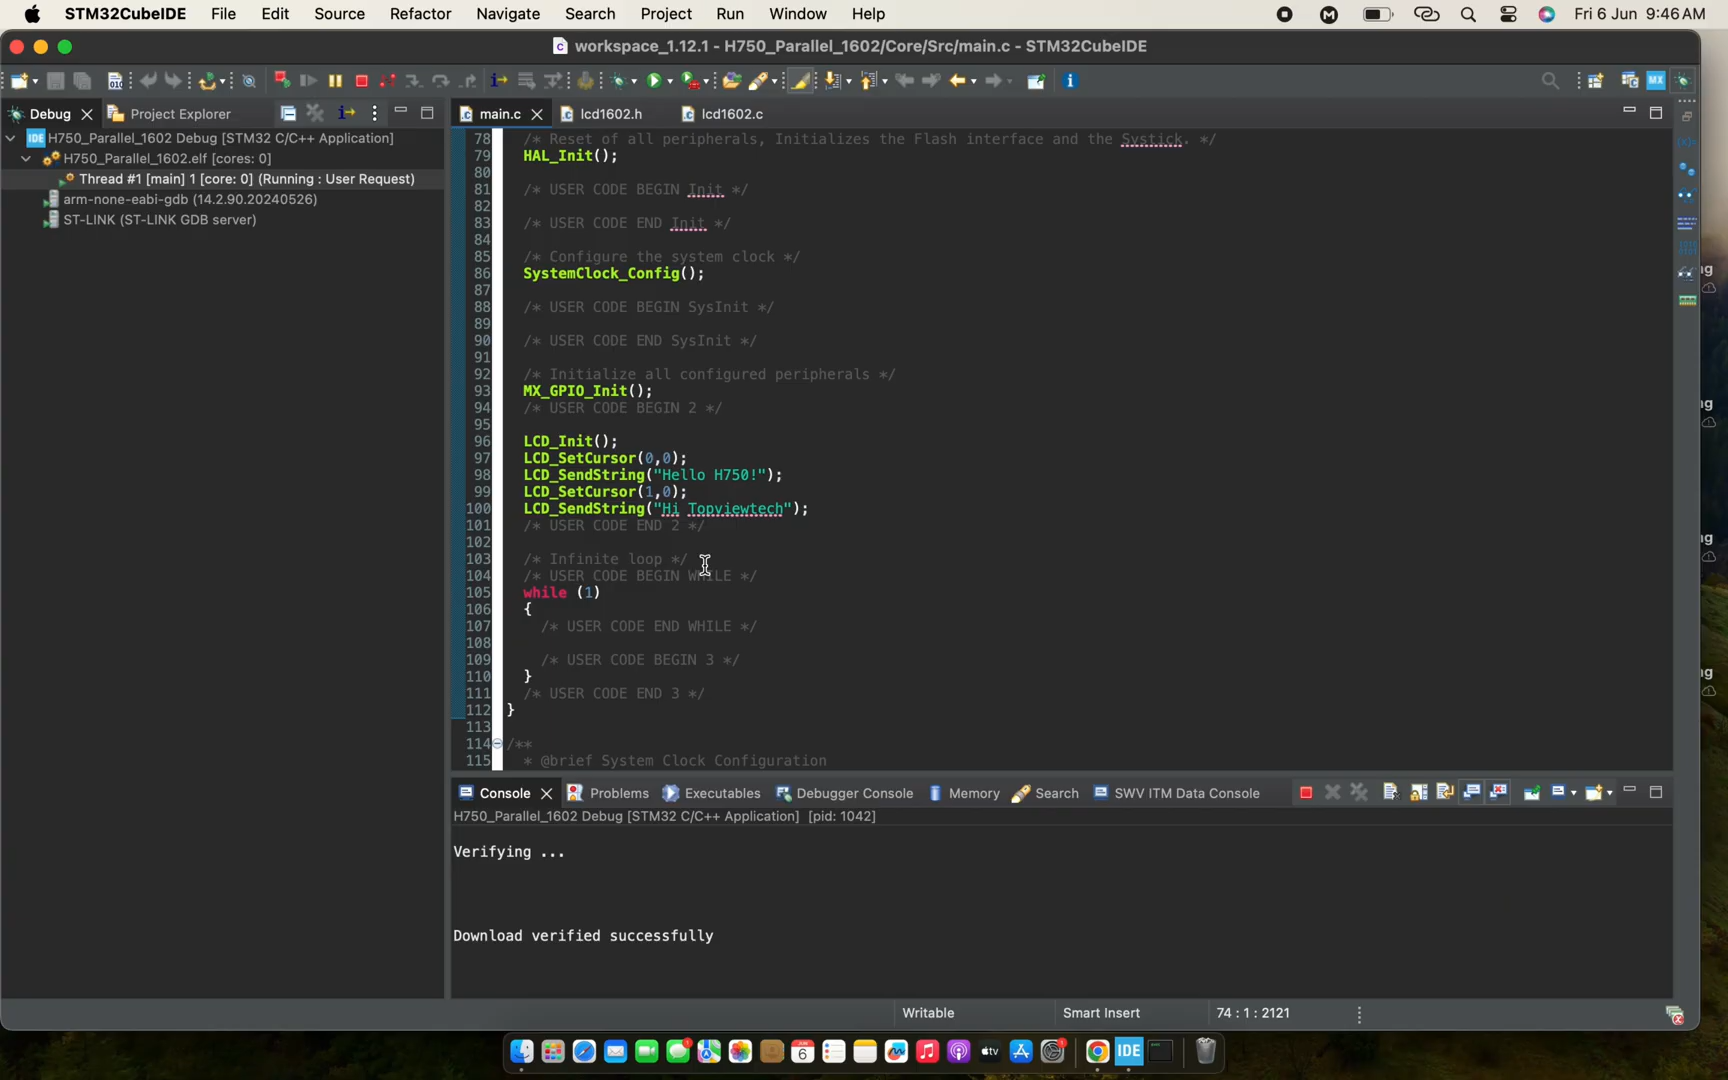 STM32CubeIDE File Edit Source Refactor Navigate Search Project Run Window Help Fri 6 Jun 9:46AM
workspace_1.12.1 - H750_Parallel_1602/Core/Src/main.c - STM32CubeIDE
Debug Project Explorer main.c lcd1602.h lcd1602.c
H750_Parallel_1602 Debug [STM32 C/C++ Application]
H750_Parallel_1602.elf [cores: 0]
Thread #1 [main] 1 [core: 0] (Running : User Request)
arm-none-eabi-gdb (14.2.90.20240526)
ST-LINK (ST-LINK GDB server)
78 /* Reset of all peripherals, Initializes the Flash interface and the Systick. */
79 HAL_Init();
80
81 /* USER CODE BEGIN Init */
82
83 /* USER CODE END Init */
84
85 /* Configure the system clock */
86 SystemClock_Config();
87
88 /* USER CODE BEGIN SysInit */
89
90 /* USER CODE END SysInit */
91
92 /* Initialize all configured peripherals */
93 MX_GPIO_Init();
94 /* USER CODE BEGIN 2 */
95
96 LCD_Init();
97 LCD_SetCursor(0,0);
98 LCD_SendString("Hello H750!");
99 LCD_SetCursor(1,0);
100 LCD_SendString("Hi Topviewtech");
101 /* USER CODE END 2 */
102
103 /* Infinite loop */
104 /* USER CODE BEGIN WHILE */
105 while (1)
106 {
107 /* USER CODE END WHILE */
108
109 /* USER CODE BEGIN 3 */
110 }
111 /* USER CODE END 3 */
112 }
113
114 /**
115 * @brief System Clock Configuration
Console Problems Executables Debugger Console Memory Search SWV ITM Data Console
H750_Parallel_1602 Debug [STM32 C/C++ Application] [pid: 1042]
Verifying ...
Download verified successfully
Writable Smart Insert 74 : 1 : 2121